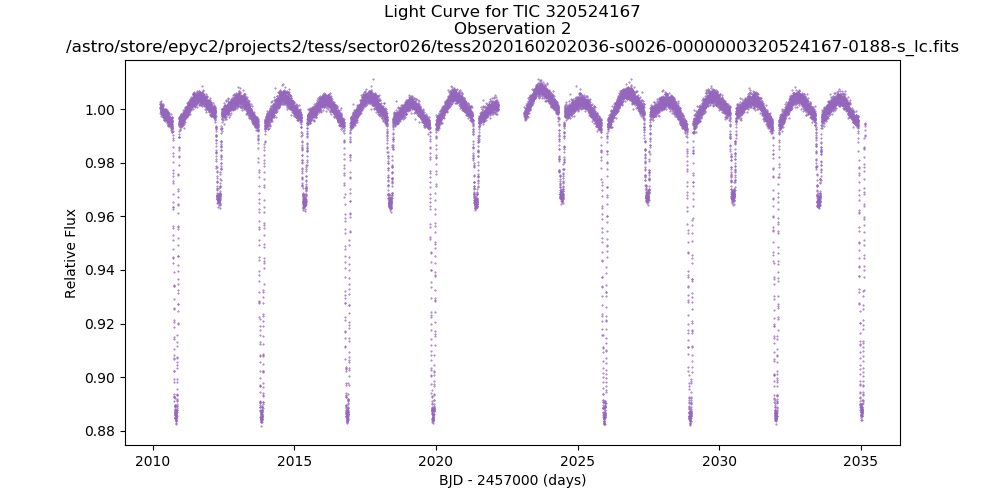 Light Curve for TIC 320524167
Observation 2
/astro/store/epyc2/projects2/tess/sector026/tess2020160202036-s0026-0000000320524167-0188-s_lc.fits
1.00
0.98
0.96
0.94
0.92
0.90
0.88
Relative Flux
2010
2015
2020
2025
2030
2035
BJD - 2457000 (days)